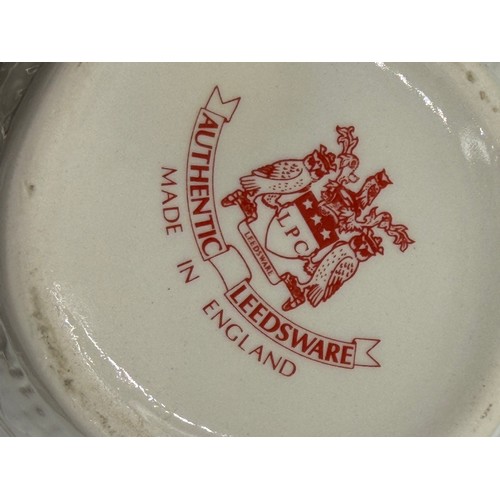 LPC
LEEDSWARE
AUTHENTIC LEEDSWARE
MADE IN ENGLAND